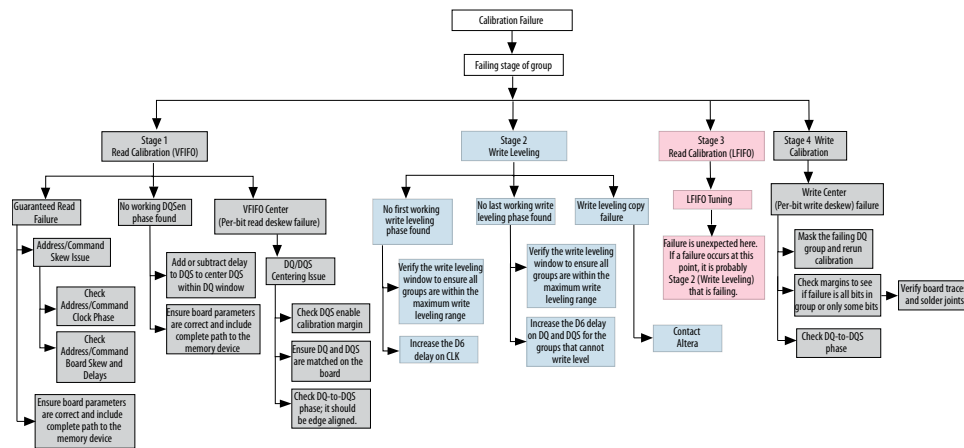 Calibration Failure
Failing stage of group
Stage 1
Read Calibration (VFIFO)
Stage 2
Write Leveling
Stage 3
Read Calibration (LFIFO)
Stage 4 Write
Calibration
Guaranteed Read
Failure
No working DQSen
phase found
VFIFO Center
(Per-bit read deskew failure)
No first working
write leveling
phase found
No last working write
leveling phase found
Write leveling copy
failure
LFIFO Tuning
Write Center
(Per-bit write deskew) failure
Address/Command
Skew Issue
Add or subtract delay
to DQS to center DQS
within DQ window
DQ/DQS
Centering Issue
Verify the write leveling
window to ensure all
groups are within the
maximum write
leveling range
Verify the write leveling
window to ensure all
groups are within the
maximum write
leveling range
Failure is unexpected here.
If a failure occurs at this
point, it is probably
Stage 2 (Write Leveling)
that is failing.
Mask the failing DQ
group and rerun
calibration
Check
Address/Command
Clock Phase
Ensure board parameters
are correct and include
complete path to the
memory device
Check DQS enable
calibration margin
Check margins to see
if failure is all bits in
group or only some bits
Verify board traces
and solder joints
Check
Address/Command
Board Skew and
Delays
Ensure DQ and DQS
are matched on the
board
Increase the D6
delay on CLK
Increase the D6 delay
on DQ and DQS for the
groups that cannot
write level
Contact
Altera
Check DQ-to-DQS
phase
Ensure board parameters
are correct and include
complete path to the
memory device
Check DQ-to-DQS
phase; it should
be edge aligned.